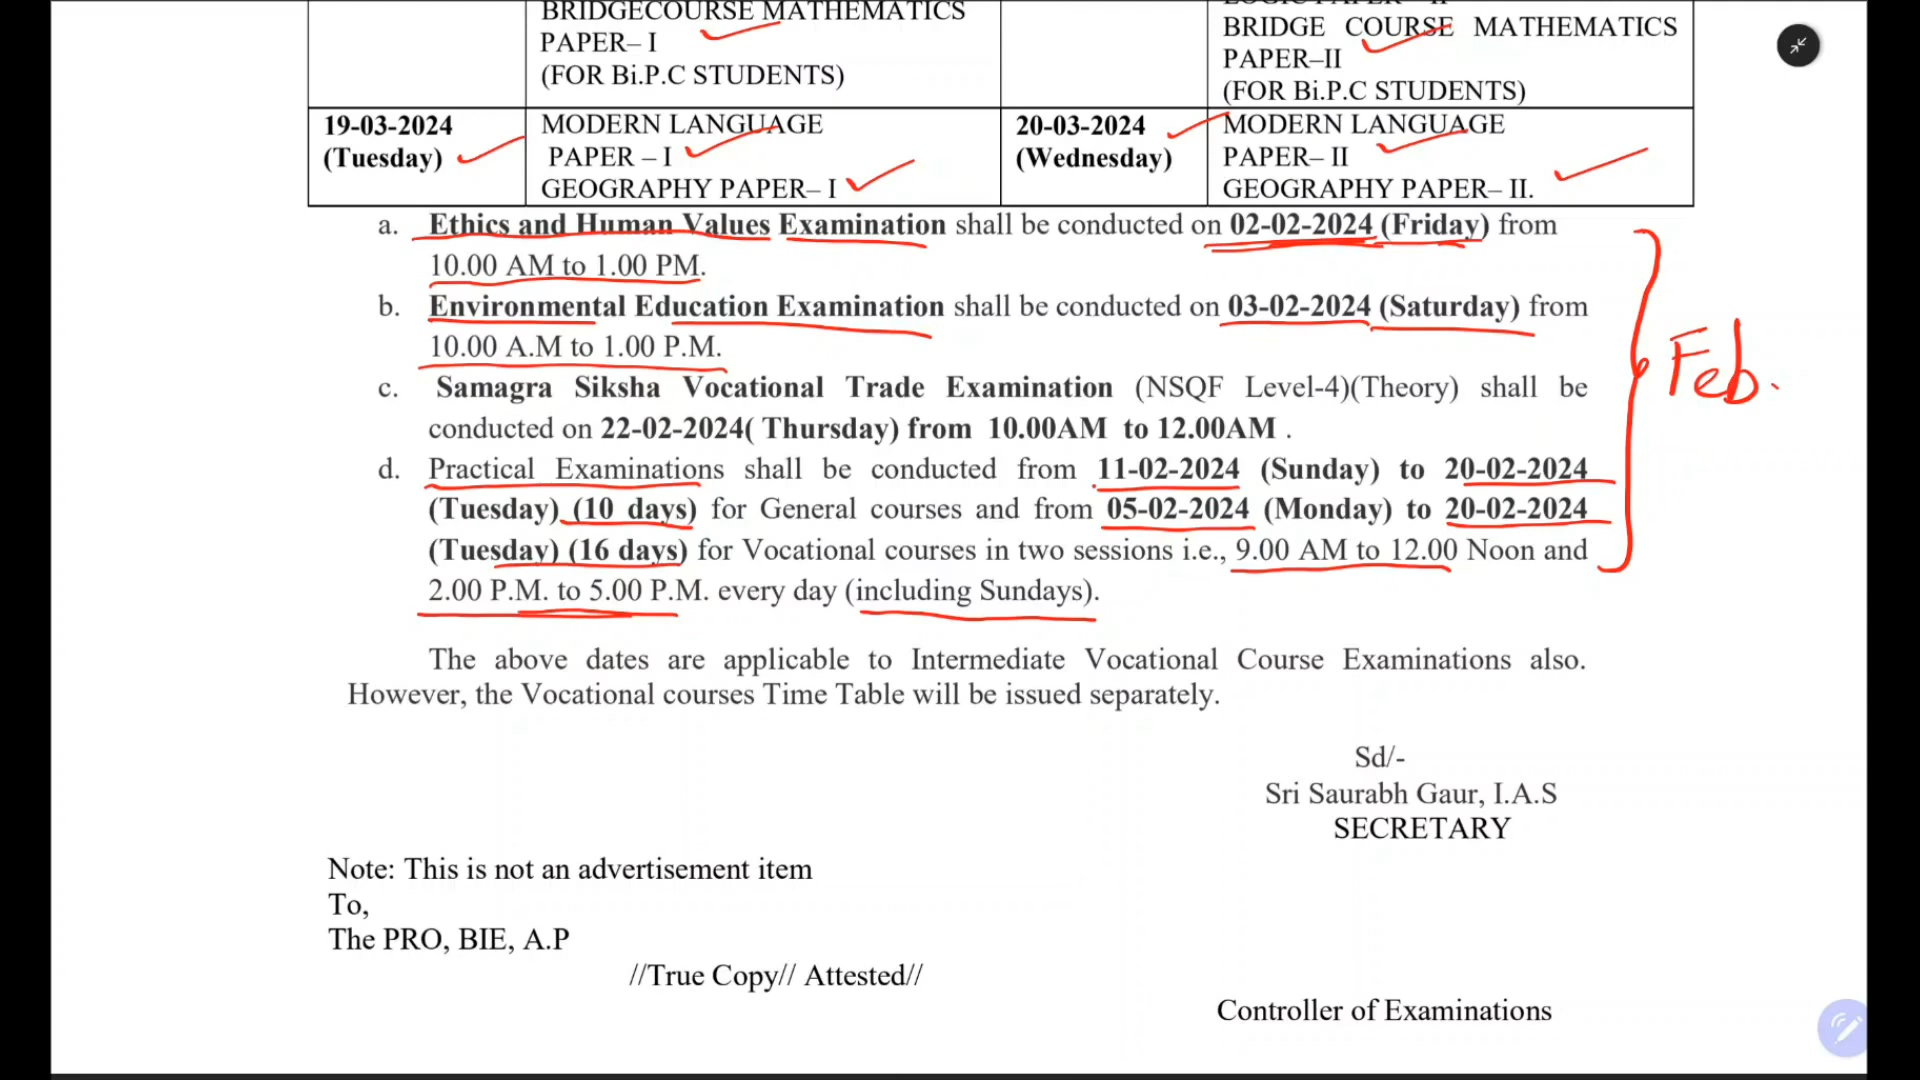 BRIDGECOURSE MATHEMATICS
PAPER– I
(FOR Bi.P.C STUDENTS)
BRIDGE COURSE MATHEMATICS
PAPER–II
(FOR Bi.P.C STUDENTS)
19-03-2024
(Tuesday)
MODERN LANGUAGE
PAPER – I
GEOGRAPHY PAPER– I
20-03-2024
(Wednesday)
MODERN LANGUAGE
PAPER– II
GEOGRAPHY PAPER– II.
a. Ethics and Human Values Examination shall be conducted on 02-02-2024 (Friday) from
10.00 AM to 1.00 PM.
b. Environmental Education Examination shall be conducted on 03-02-2024 (Saturday) from
10.00 A.M to 1.00 P.M.
c. Samagra Siksha Vocational Trade Examination (NSQF Level-4)(Theory) shall be
conducted on 22-02-2024( Thursday) from 10.00AM to 12.00AM .
d. Practical Examinations shall be conducted from 11-02-2024 (Sunday) to 20-02-2024
(Tuesday) (10 days) for General courses and from 05-02-2024 (Monday) to 20-02-2024
(Tuesday) (16 days) for Vocational courses in two sessions i.e., 9.00 AM to 12.00 Noon and
2.00 P.M. to 5.00 P.M. every day (including Sundays).
Feb.
The above dates are applicable to Intermediate Vocational Course Examinations also.
However, the Vocational courses Time Table will be issued separately.
Sd/-
Sri Saurabh Gaur, I.A.S
SECRETARY
Note: This is not an advertisement item
To,
The PRO, BIE, A.P
//True Copy// Attested//
Controller of Examinations